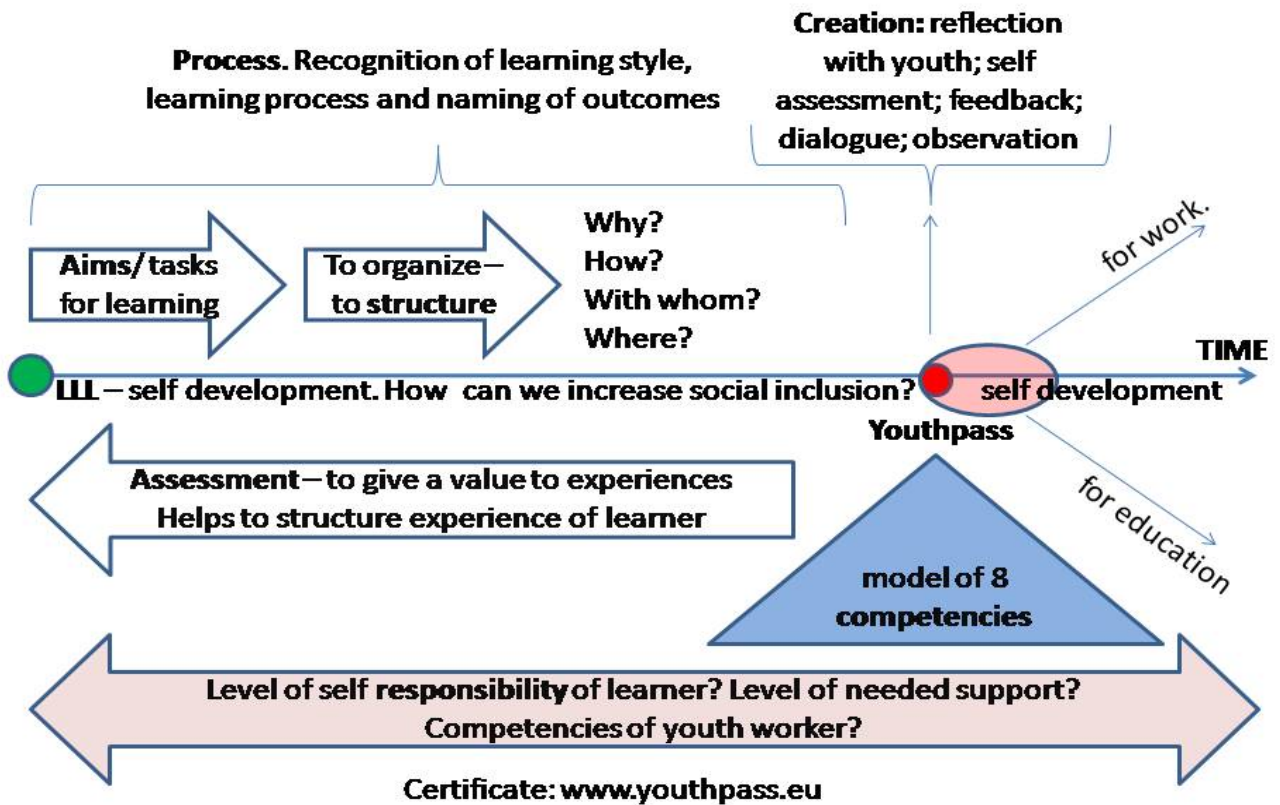 Process. Recognition of learning style,
learning process and naming of outcomes
Creation: reflection
with youth; self
assessment; feedback;
dialogue; observation
Aims/ tasks
for learning
To organize–
to structure
Why?
How?
With whom?
Where?
for work.
TIME
LLL – self development. How can we increase social inclusion?
self development
Youthpass
Assessment– to give a value to experiences
Helps to structure experience of learner
for education
model of 8
competencies
Level of self responsibility of learner? Level of needed support?
Competencies of youth worker?
Certificate: www.youthpass.eu